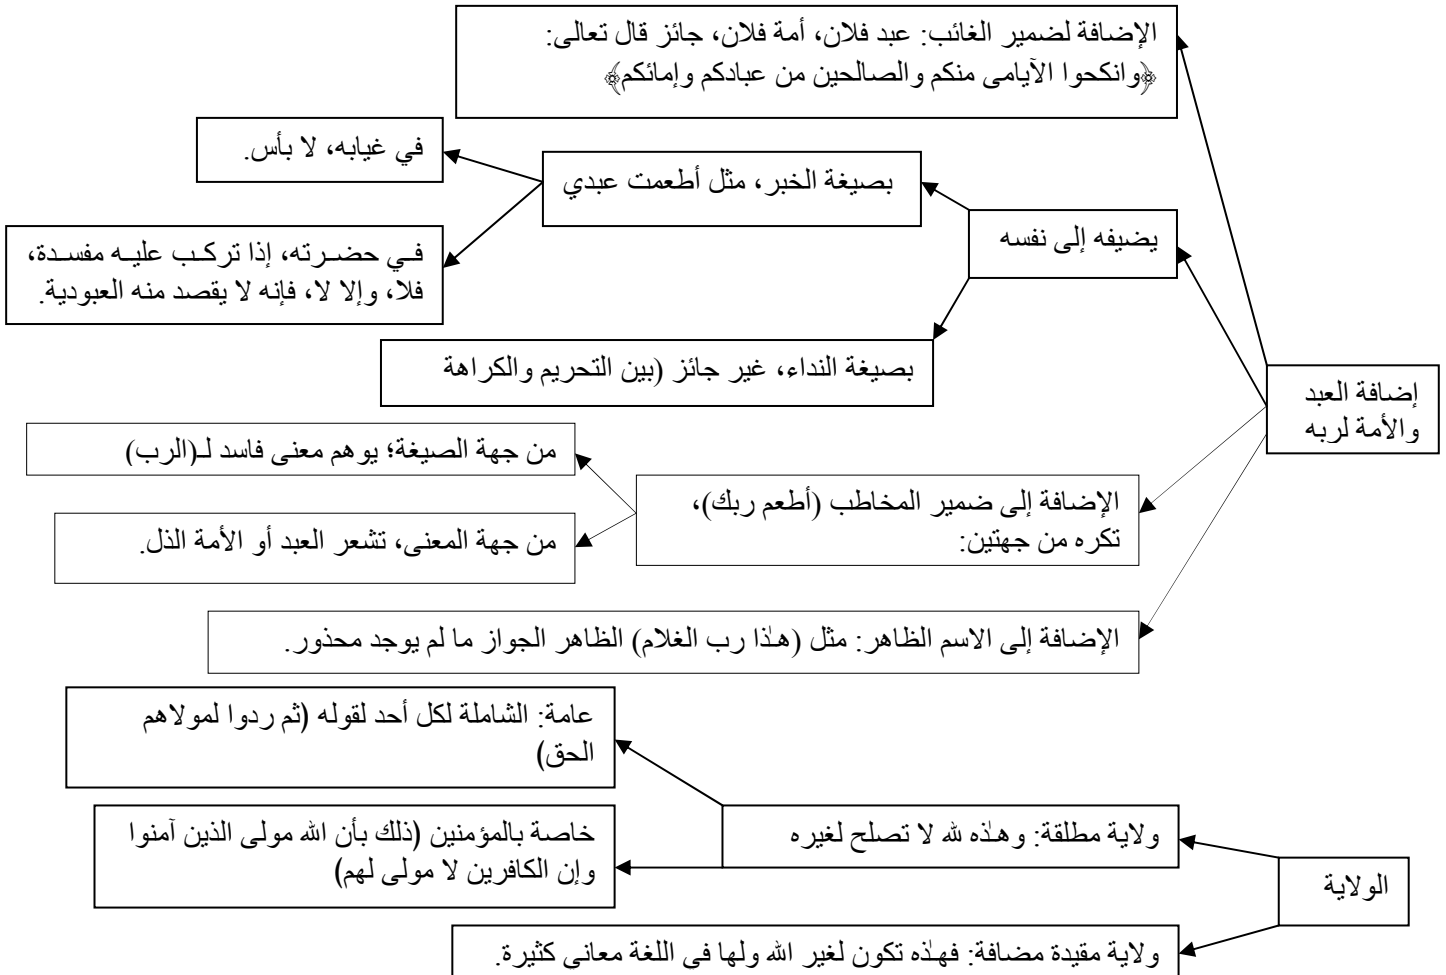 الإضافة لضمير الغائب: عبد فلان، أمة فلان، جائز قال تعالى:
﴿وانكحوا الآيامى منكم والصالحين من عبادكم وإمائكم﴾
في غيابه، لا بأس.
بصيغة الخبر، مثل أطعمت عبدي
يضيفه إلى نفسه
في حضرته، إذا تركب عليه مفسدة،
فلا، وإلا لا، فإنه لا يقصد منه العبودية.
بصيغة النداء، غير جائز (بين التحريم والكراهة
إضافة العبد
والأمة لربه
من جهة الصيغة؛ يوهم معنى فاسد لـ(الرب)
الإضافة إلى ضمير المخاطب (أطعم ربك)،
تكره من جهتين:
من جهة المعنى، تشعر العبد أو الأمة الذل.
الإضافة إلى الاسم الظاهر: مثل (هٰذا رب الغلام) الظاهر الجواز ما لم يوجد محذور.
عامة: الشاملة لكل أحد لقوله (ثم ردوا لمولاهم
الحق)
ولاية مطلقة: وهٰذه لله لا تصلح لغيره
خاصة بالمؤمنين (ذلك بأن الله مولى الذين آمنوا
وإن الكافرين لا مولى لهم)
الولاية
ولاية مقيدة مضافة: فهٰذه تكون لغير الله ولها في اللغة معاني كثيرة.